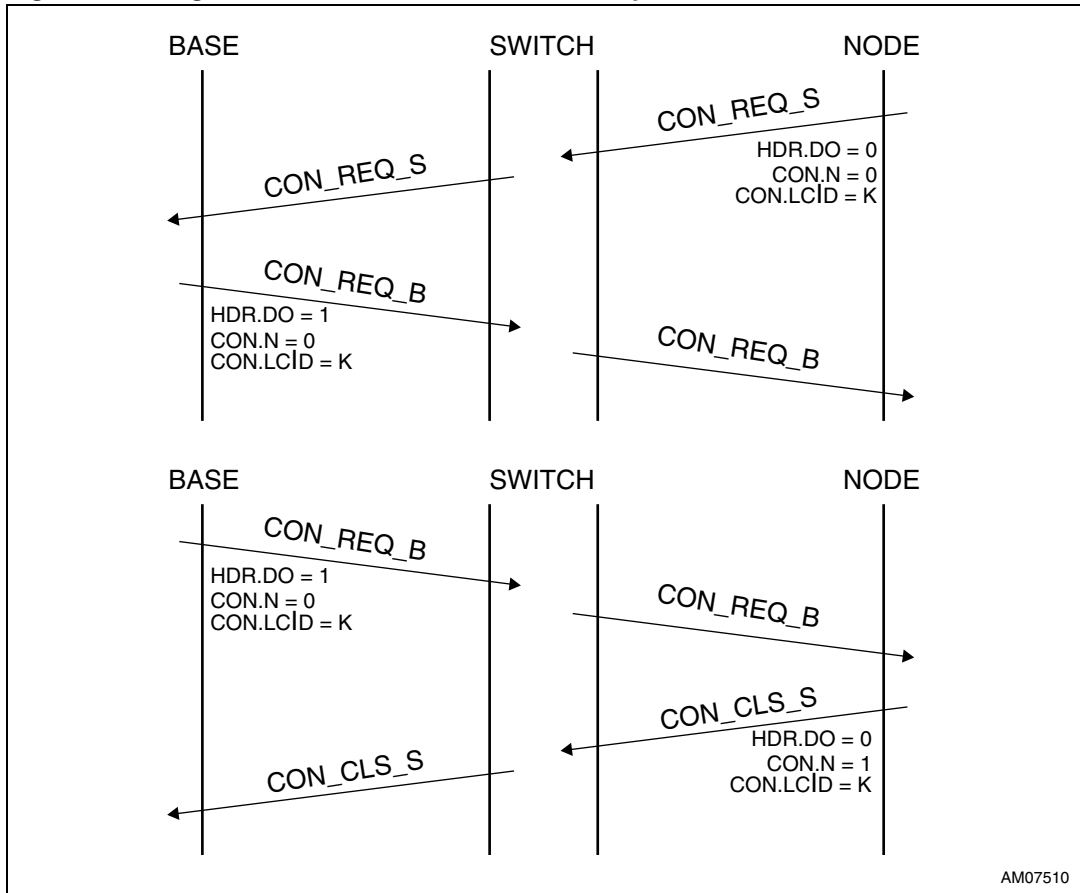 BASE SWITCH NODE
CON_REQ_S
HDR.DO = 0
CON.N = 0
CON.LCID = K
CON_REQ_S
CON_REQ_B
HDR.DO = 1
CON.N = 0
CON.LCID = K
CON_REQ_B
BASE SWITCH NODE
CON_REQ_B
HDR.DO = 1
CON.N = 0
CON.LCID = K
CON_REQ_B
CON_CLS_S
HDR.DO = 0
CON.N = 1
CON.LCID = K
CON_CLS_S
AM07510